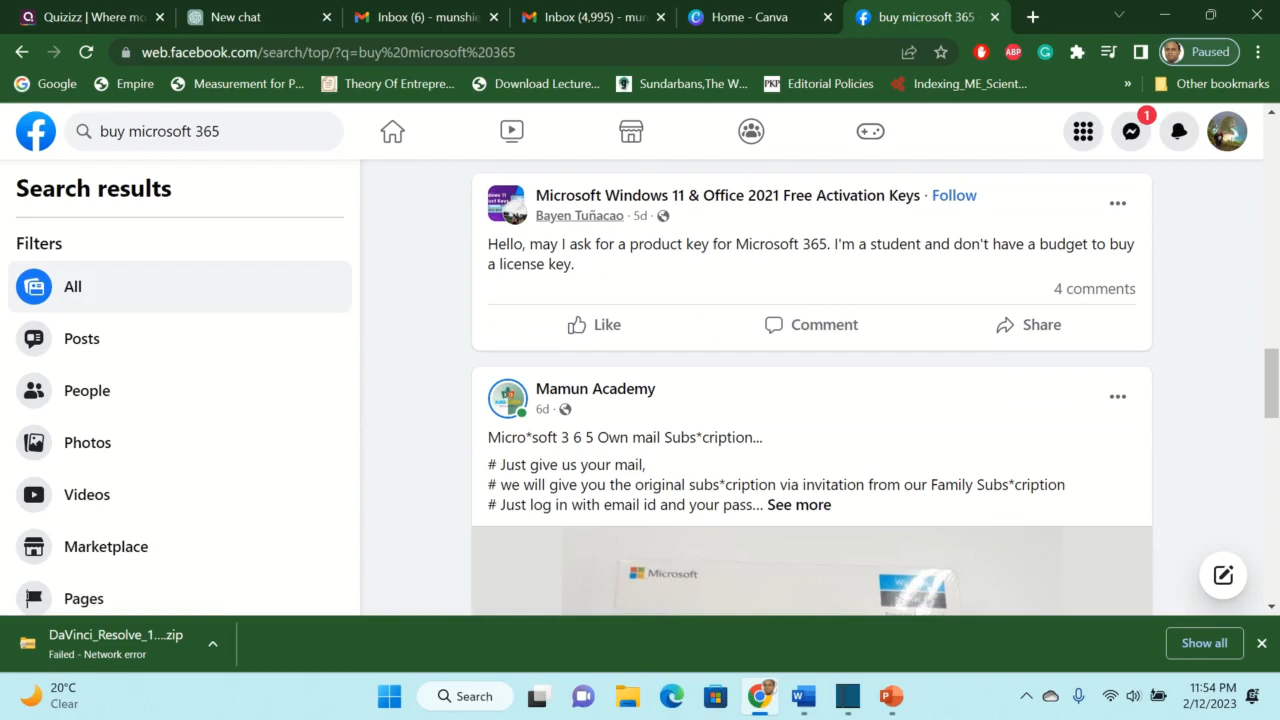 Quizizz | Where mo
New chat
Inbox (6) - munshie
Inbox (4,995) - mun
Home - Canva
buy microsoft 365
web.facebook.com/search/top/?q=buy%20microsoft%20365
ABP
Paused
Google
Empire
Measurement for P...
Theory Of Entrepre...
Download Lecture...
Sundarbans,The W...
PKP
Editorial Policies
Indexing_ME_Scient...
»
Other bookmarks
buy microsoft 365
1
Search results
Filters
All
Posts
People
Photos
Videos
Marketplace
Pages
Microsoft Windows 11 & Office 2021 Free Activation Keys · Follow
Bayen Tuñacao · 5d ·
Hello, may I ask for a product key for Microsoft 365. I'm a student and don't have a budget to buy
a license key.
4 comments
Like
Comment
Share
Mamun Academy
6d ·
Micro*soft 3 6 5 Own mail Subs*cription...
# Just give us your mail,
# we will give you the original subs*cription via invitation from our Family Subs*cription
# Just log in with email id and your pass... See more
Microsoft
DaVinci_Resolve_1....zip
Failed - Network error
Show all
20°C
Clear
Search
11:54 PM
2/12/2023